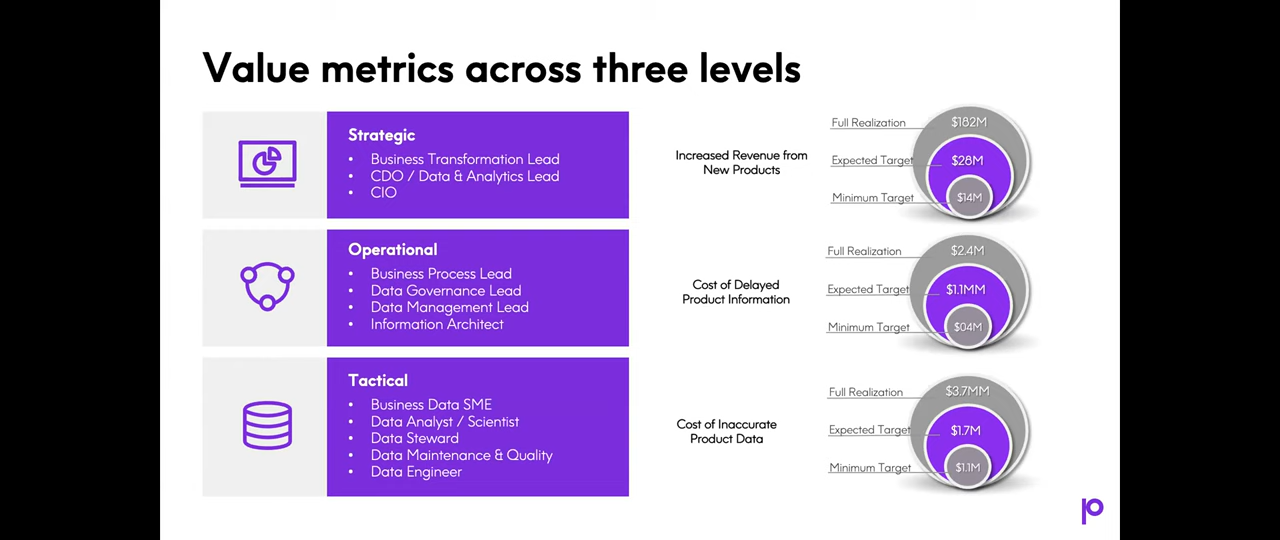 Value metrics across three levels
Strategic
• Business Transformation Lead
• CDO / Data & Analytics Lead
• CIO
Increased Revenue from
New Products
Full Realization
$182M
Expected Target
$28M
Minimum Target
$14M
Operational
• Business Process Lead
• Data Governance Lead
• Data Management Lead
• Information Architect
Cost of Delayed
Product Information
Full Realization
$2.4M
Expected Target
$1.1MM
Minimum Target
$04M
Tactical
• Business Data SME
• Data Analyst / Scientist
• Data Steward
• Data Maintenance & Quality
• Data Engineer
Cost of Inaccurate
Product Data
Full Realization
$3.7MM
Expected Target
$1.7M
Minimum Target
$1.1M